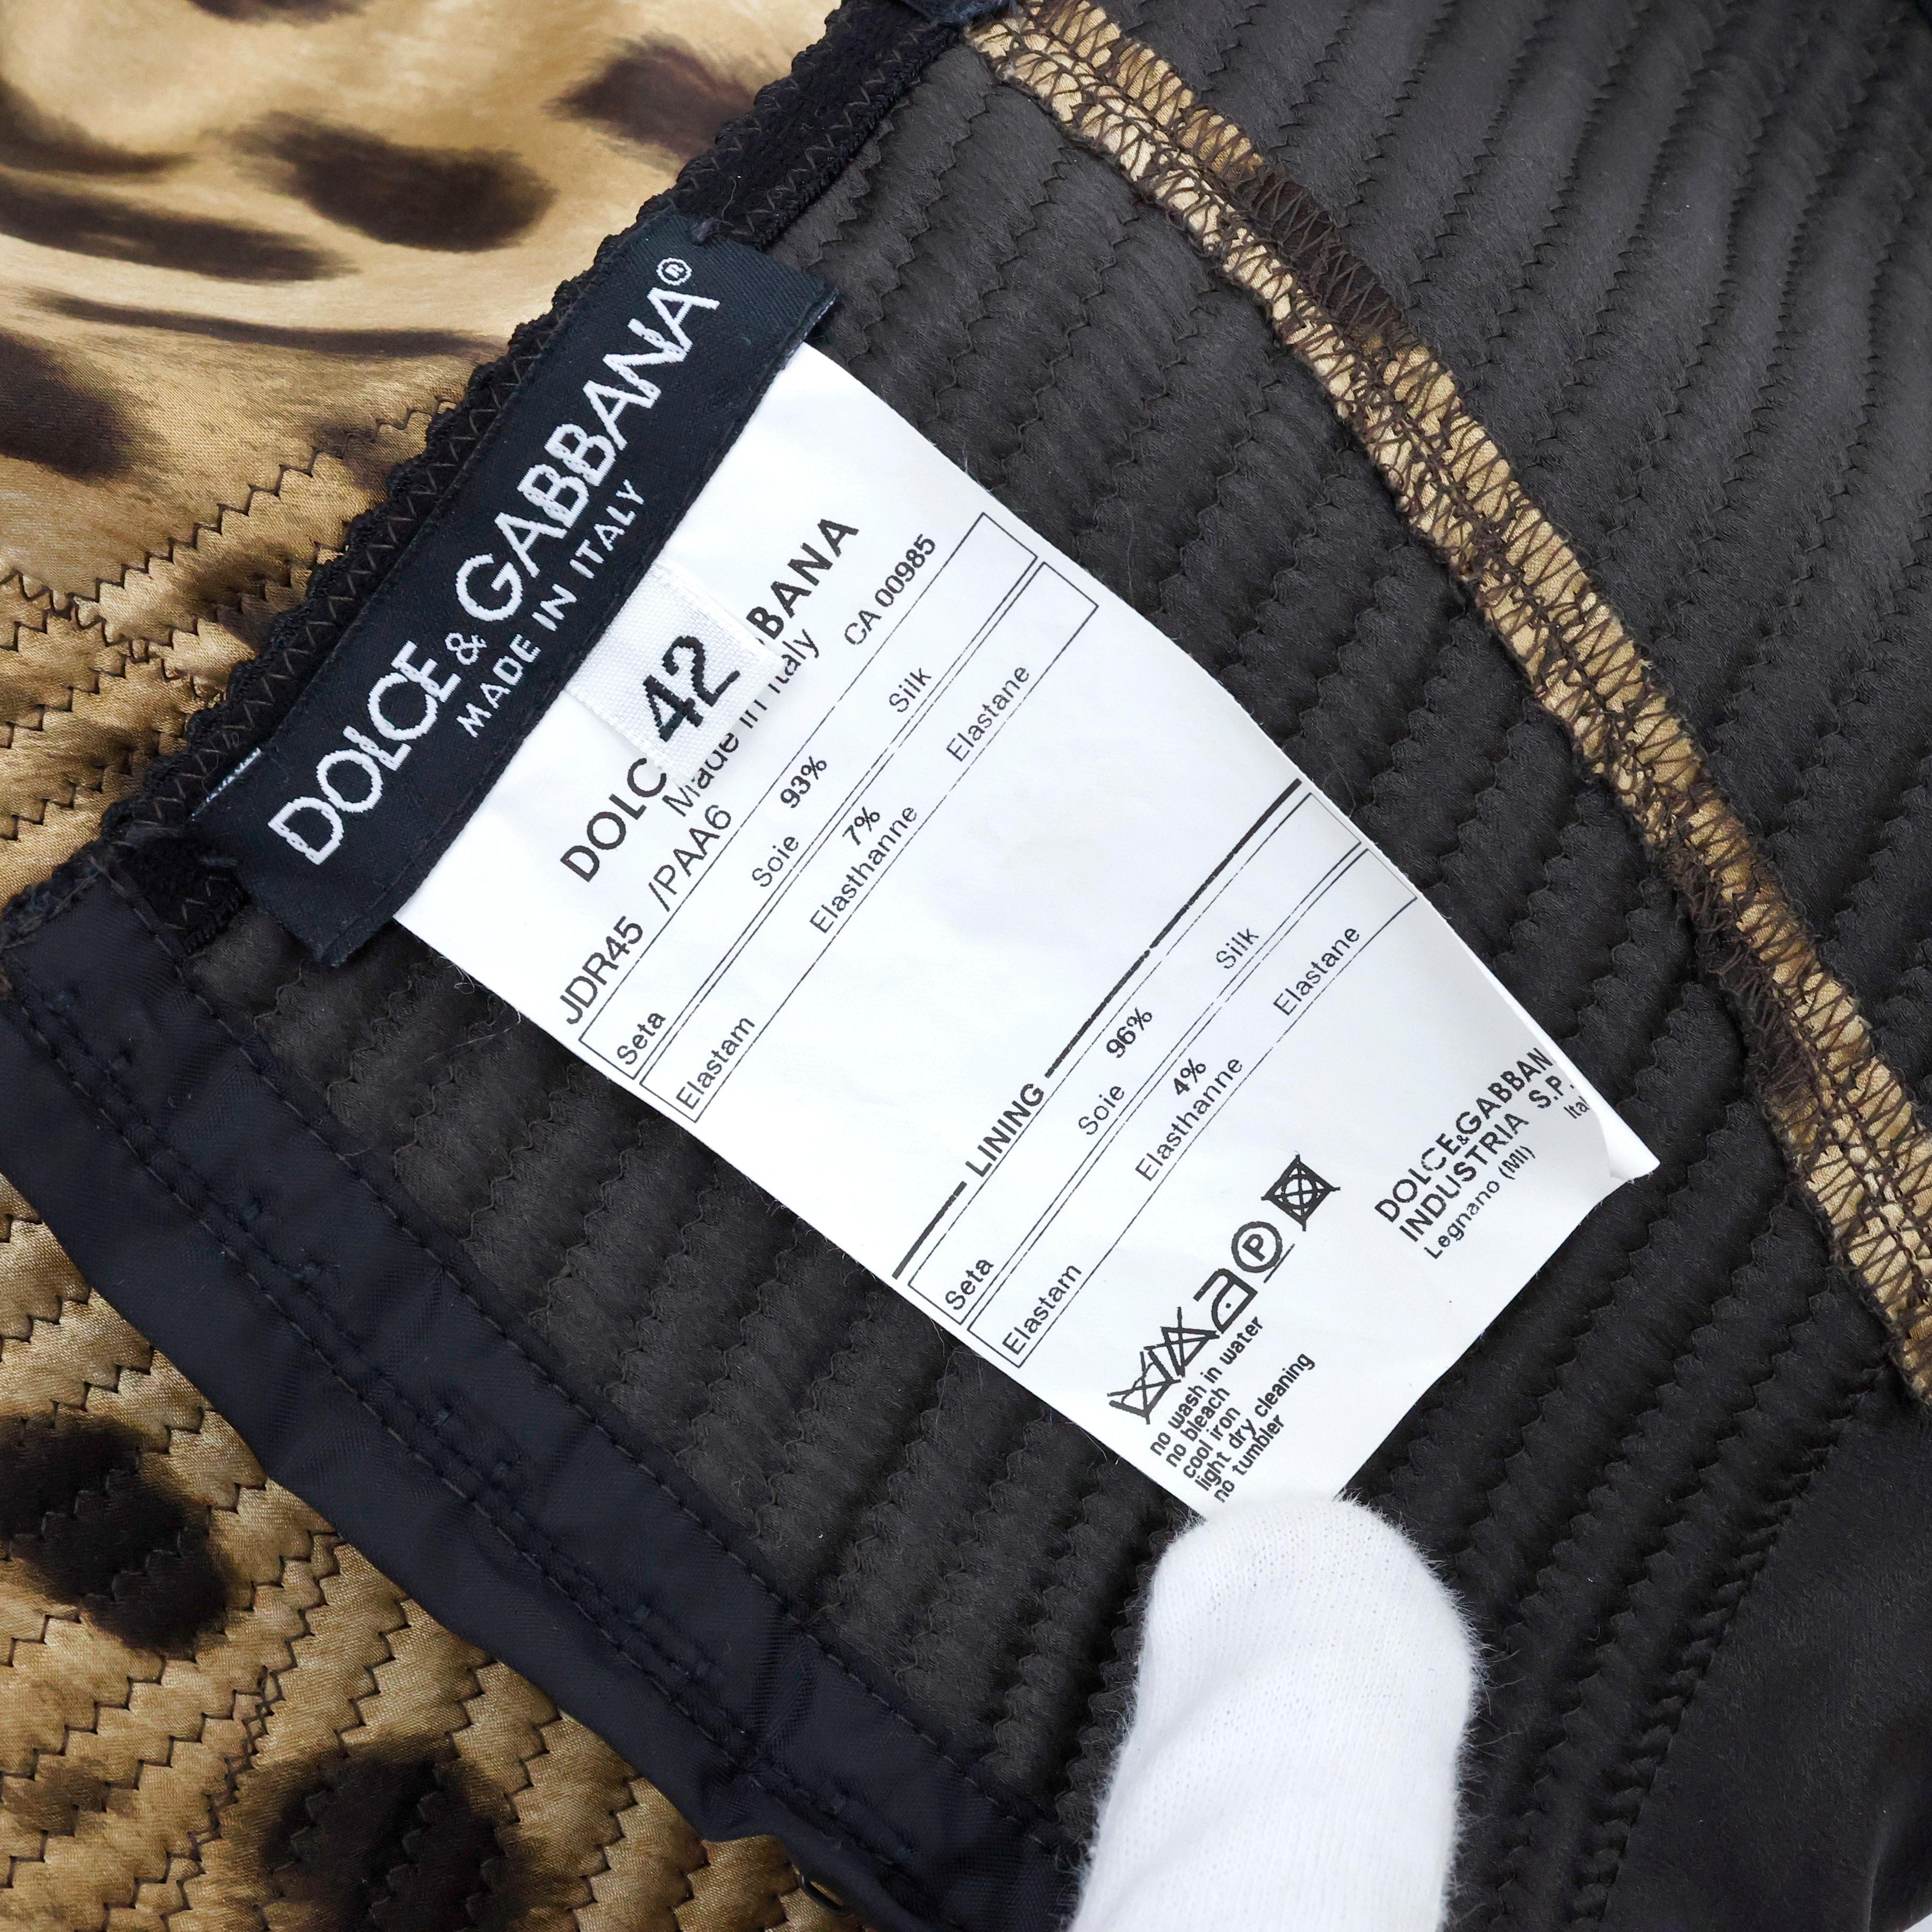 DOLCE&GABBANA®
MADE IN ITALY
42
DOLC BANA
Made in Italy
JDR45 /PAA6 CA 00985
93%
Seta Soie Silk
7%
Elastam Elasthanne Elastane
LINING
96%
Seta Soie Silk
4%
Elastam Elasthanne Elastane
P
no wash in water
no bleach
cool iron
light dry cleaning
no tumbler
DOLCE&GABBAN
INDUSTRIA S.P.
Legnano (MI) Ital